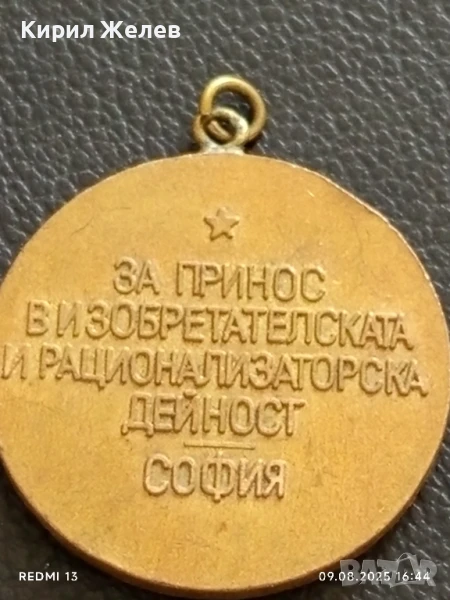 Кирил Желев
ЗА ПРИНОС
В ИЗОБРЕТАТЕЛСКАТА
И РАЦИОНАЛИЗАТОРСКА
ДЕЙНОСТ
СОФИЯ
REDMI 13
09.08.2025 16:44